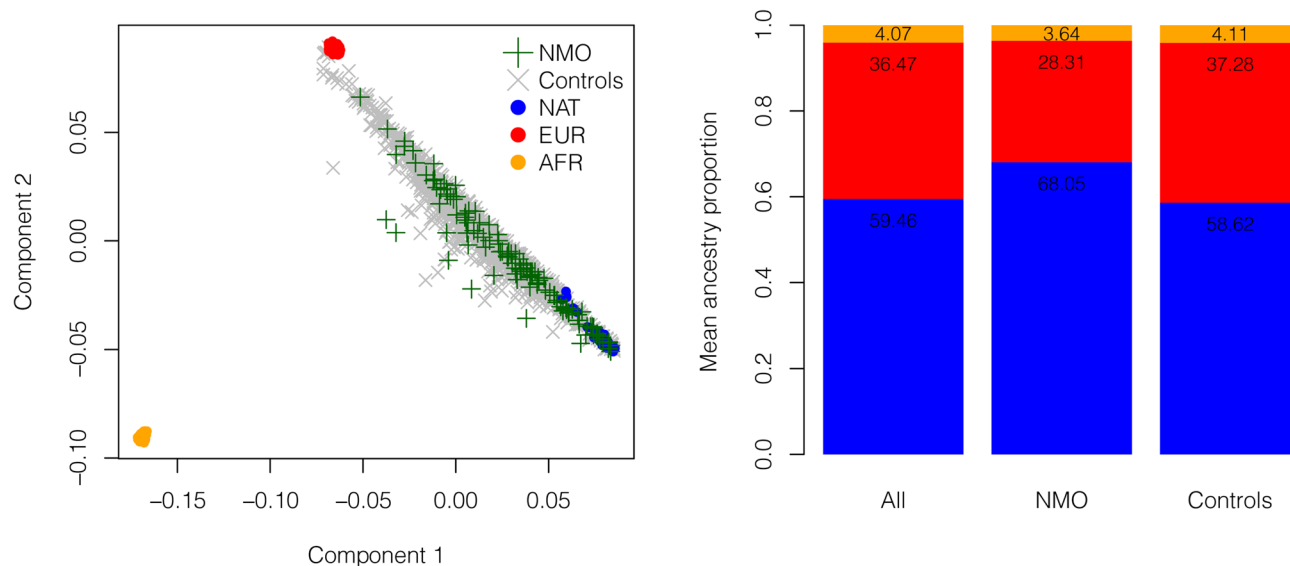 NMO
Controls
NAT
EUR
AFR
Component 2
0.05
0.00
−0.05
−0.10
−0.15
−0.10
−0.05
0.00
0.05
Component 1
Mean ancestry proportion
1.0
0.8
0.6
0.4
0.2
0.0
4.07
3.64
4.11
36.47
28.31
37.28
59.46
68.05
58.62
All
NMO
Controls